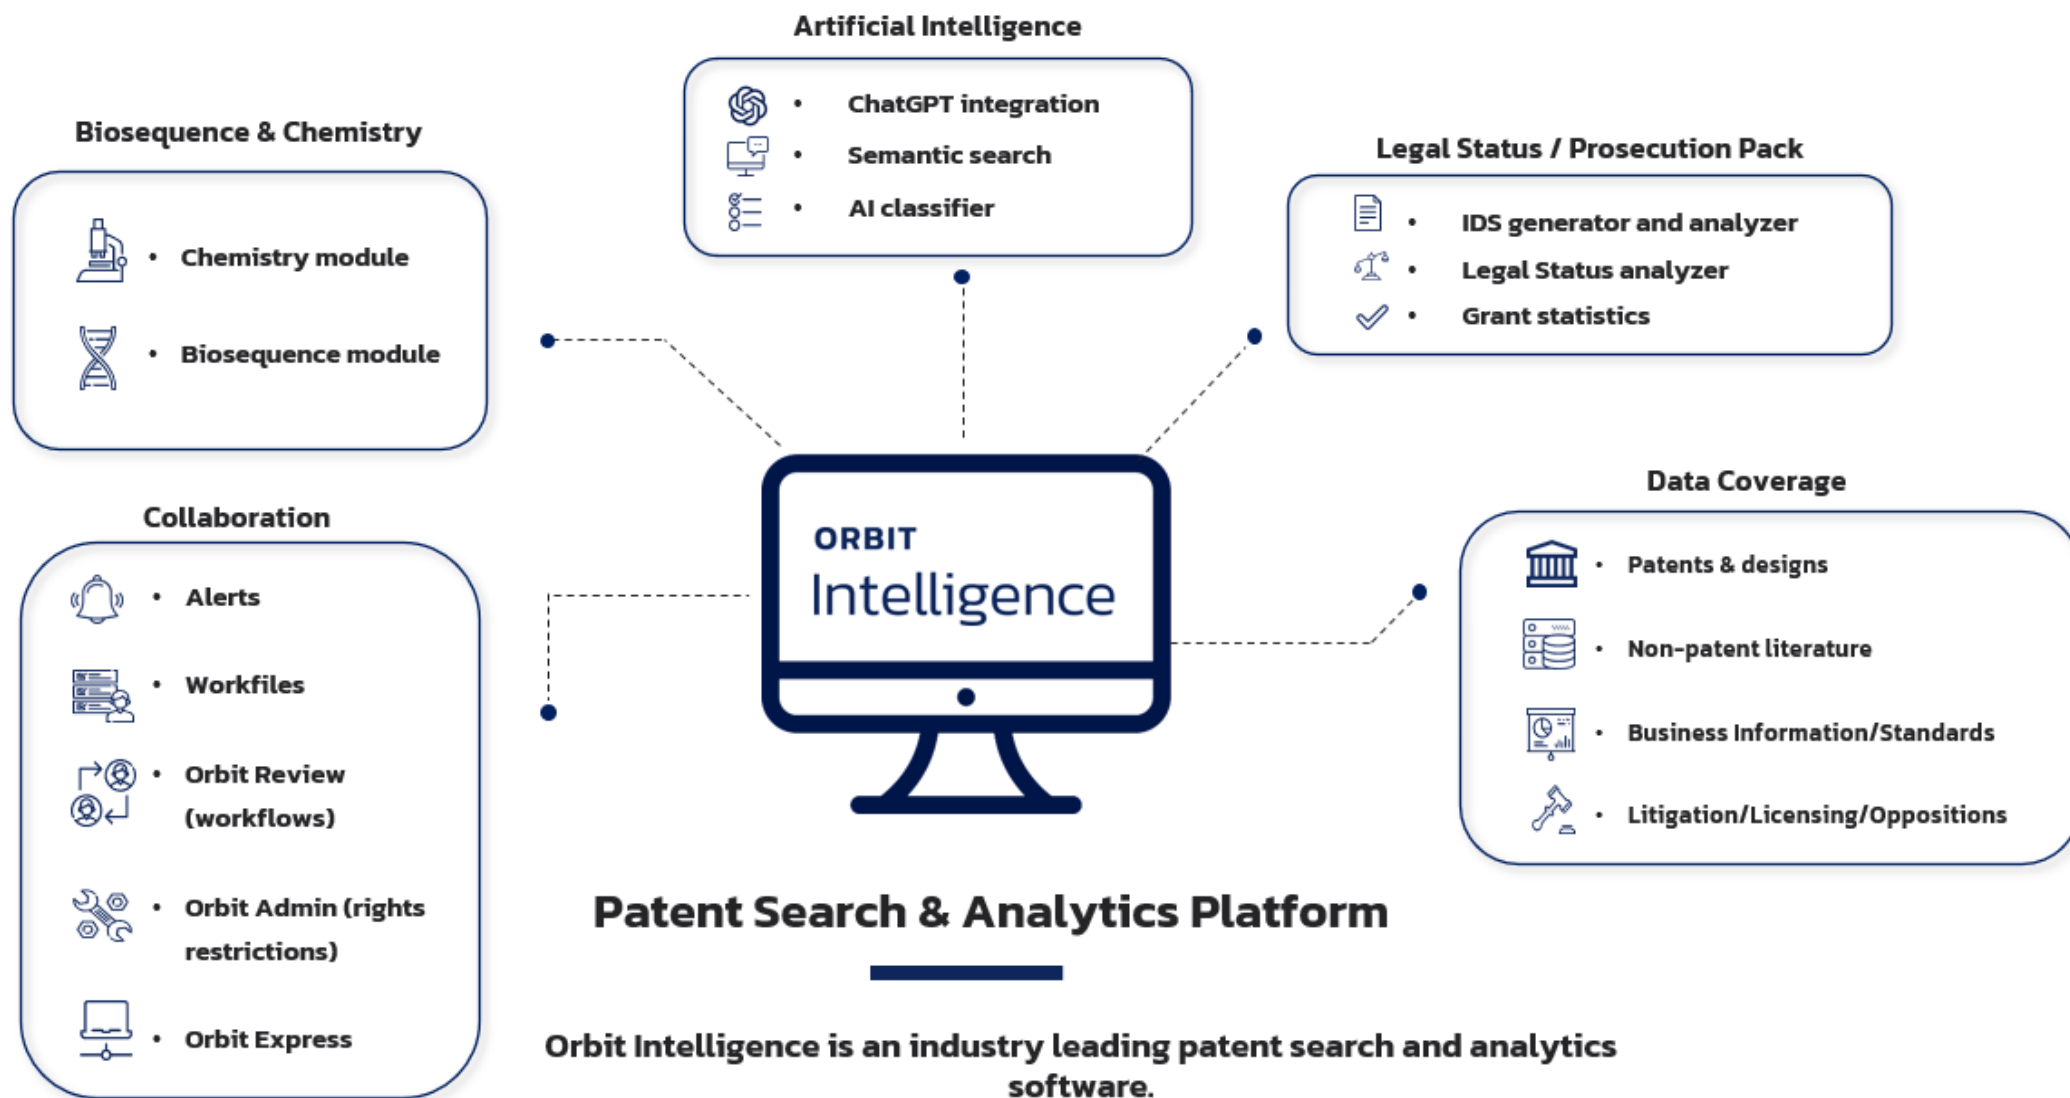 Artificial Intelligence
• ChatGPT integration
• Semantic search
• AI classifier
Biosequence & Chemistry
• Chemistry module
• Biosequence module
Legal Status / Prosecution Pack
• IDS generator and analyzer
• Legal Status analyzer
• Grant statistics
Collaboration
• Alerts
• Workfiles
• Orbit Review
(workflows)
• Orbit Admin (rights
restrictions)
• Orbit Express
ORBIT
Intelligence
Data Coverage
• Patents & designs
• Non-patent literature
• Business Information/Standards
• Litigation/Licensing/Oppositions
Patent Search & Analytics Platform
Orbit Intelligence is an industry leading patent search and analytics
software.